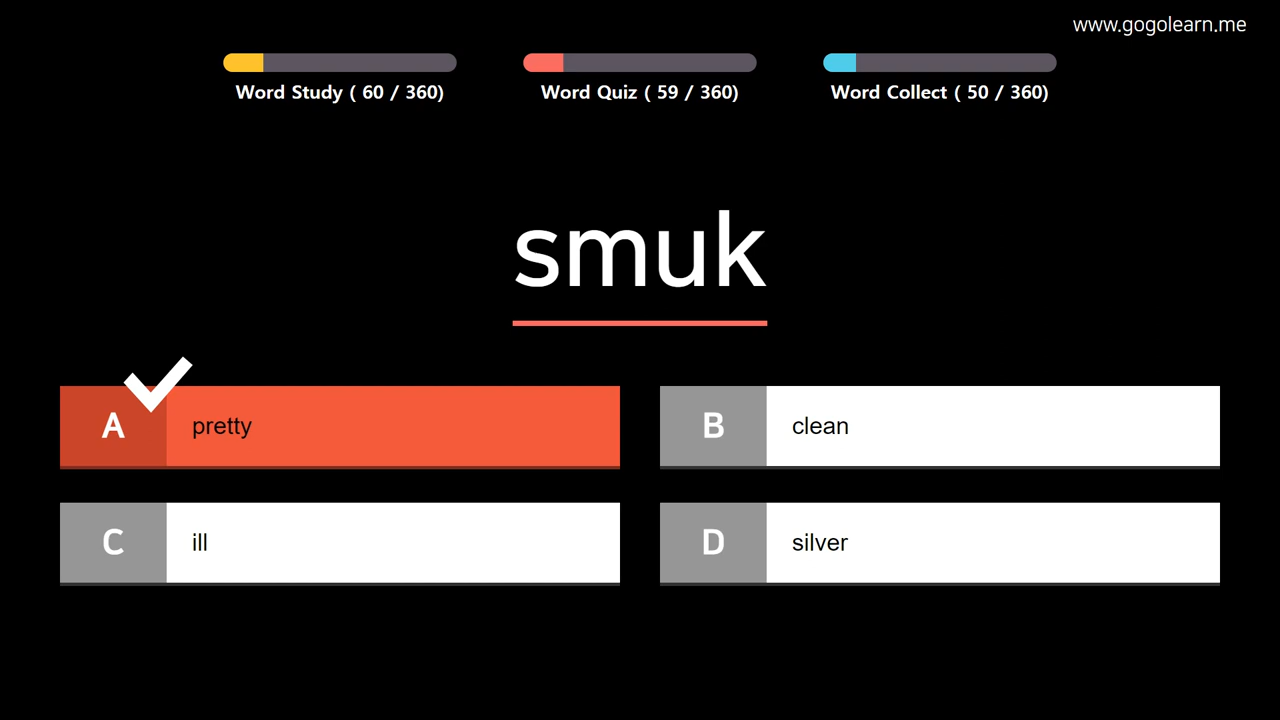 www.gogolearn.me
Word Study ( 60 / 360)
Word Quiz ( 59 / 360)
Word Collect ( 50 / 360)
smuk
A pretty
B clean
C ill
D silver